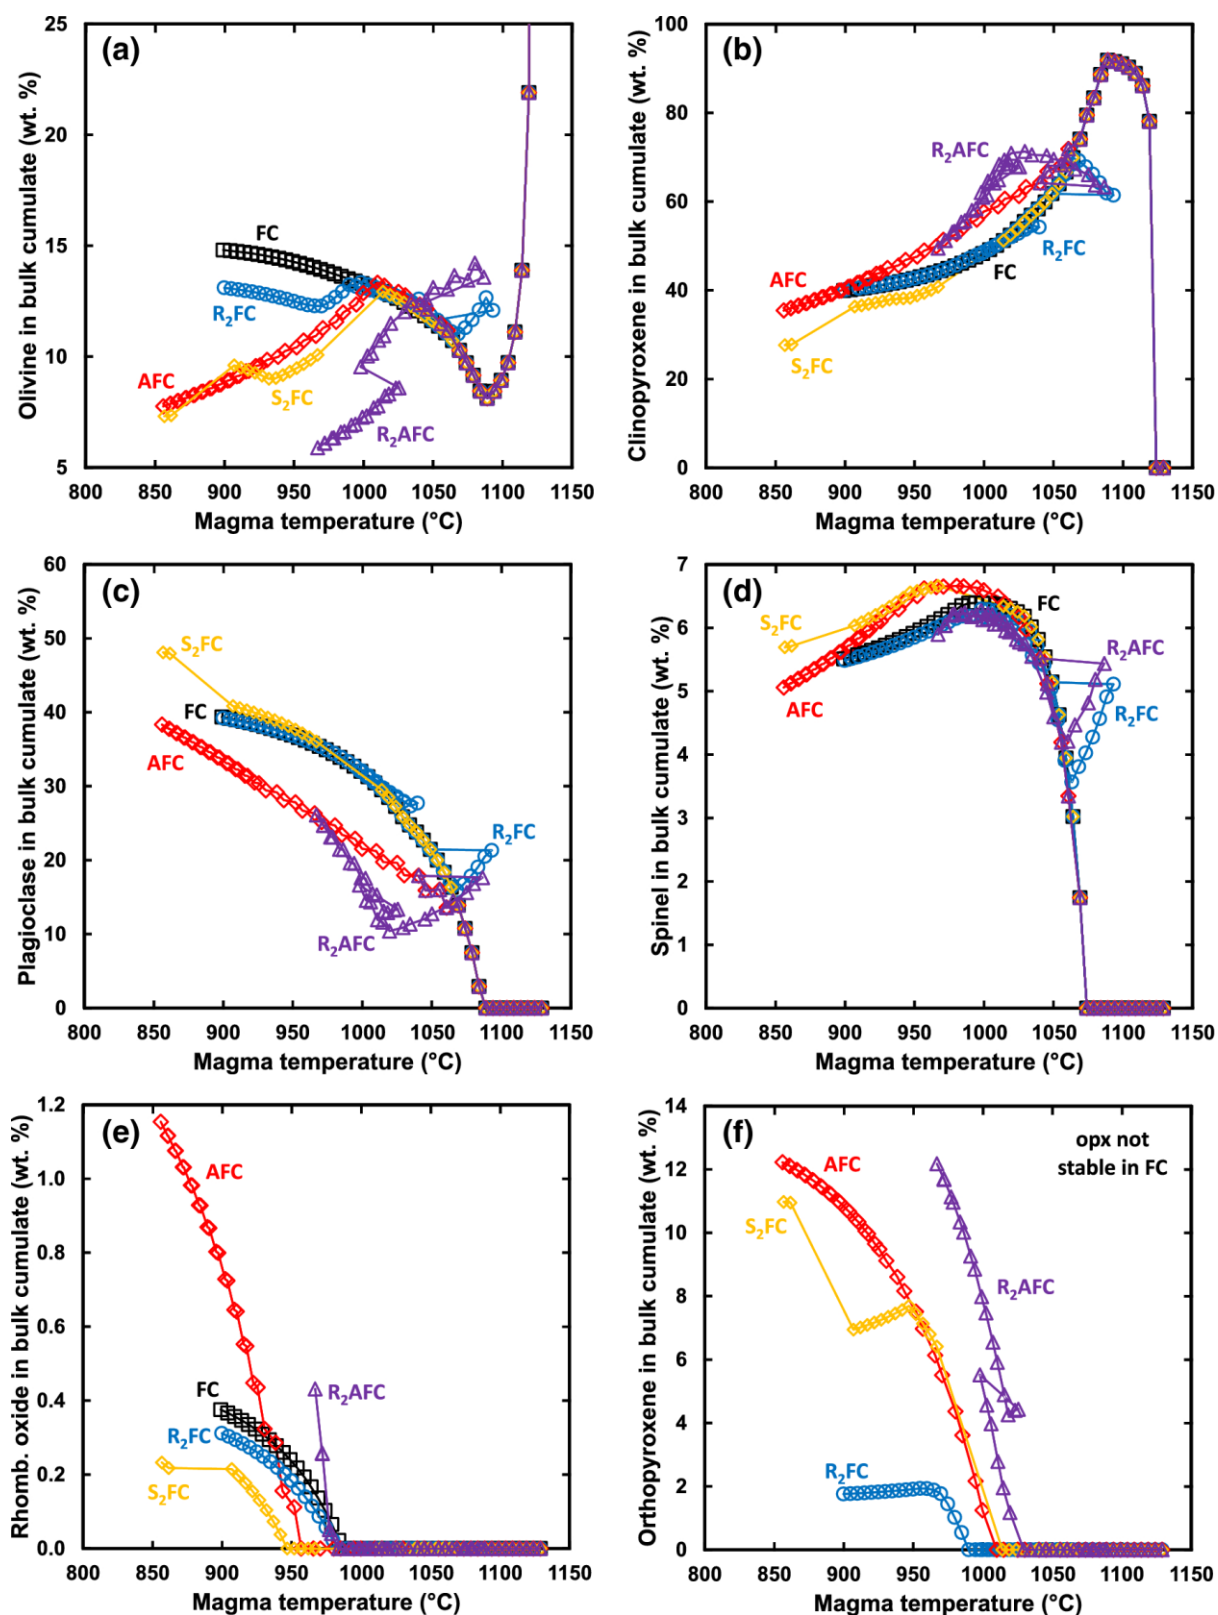 (a)
Olivine in bulk cumulate (wt. %)
25
20
15
10
5
FC
R2FC
AFC
S2FC
R2AFC
800 850 900 950 1000 1050 1100 1150
Magma temperature (°C)
(b)
Clinopyroxene in bulk cumulate (wt. %)
100
80
60
40
20
0
R2AFC
R2FC
FC
AFC
S2FC
800 850 900 950 1000 1050 1100 1150
Magma temperature (°C)
(c)
Plagioclase in bulk cumulate (wt. %)
60
50
40
30
20
10
0
S2FC
FC
AFC
R2FC
R2AFC
800 850 900 950 1000 1050 1100 1150
Magma temperature (°C)
(d)
Spinel in bulk cumulate (wt. %)
7
6
5
4
3
2
1
0
FC
S2FC
R2AFC
AFC
R2FC
800 850 900 950 1000 1050 1100 1150
Magma temperature (°C)
(e)
Rhomb. oxide in bulk cumulate (wt. %)
1.2
1.0
0.8
0.6
0.4
0.2
0.0
AFC
FC
R2AFC
R2FC
S2FC
800 850 900 950 1000 1050 1100 1150
Magma temperature (°C)
(f)
Orthopyroxene in bulk cumulate (wt. %)
14
12
10
8
6
4
2
0
opx not
stable in FC
AFC
S2FC
R2AFC
R2FC
800 850 900 950 1000 1050 1100 1150
Magma temperature (°C)